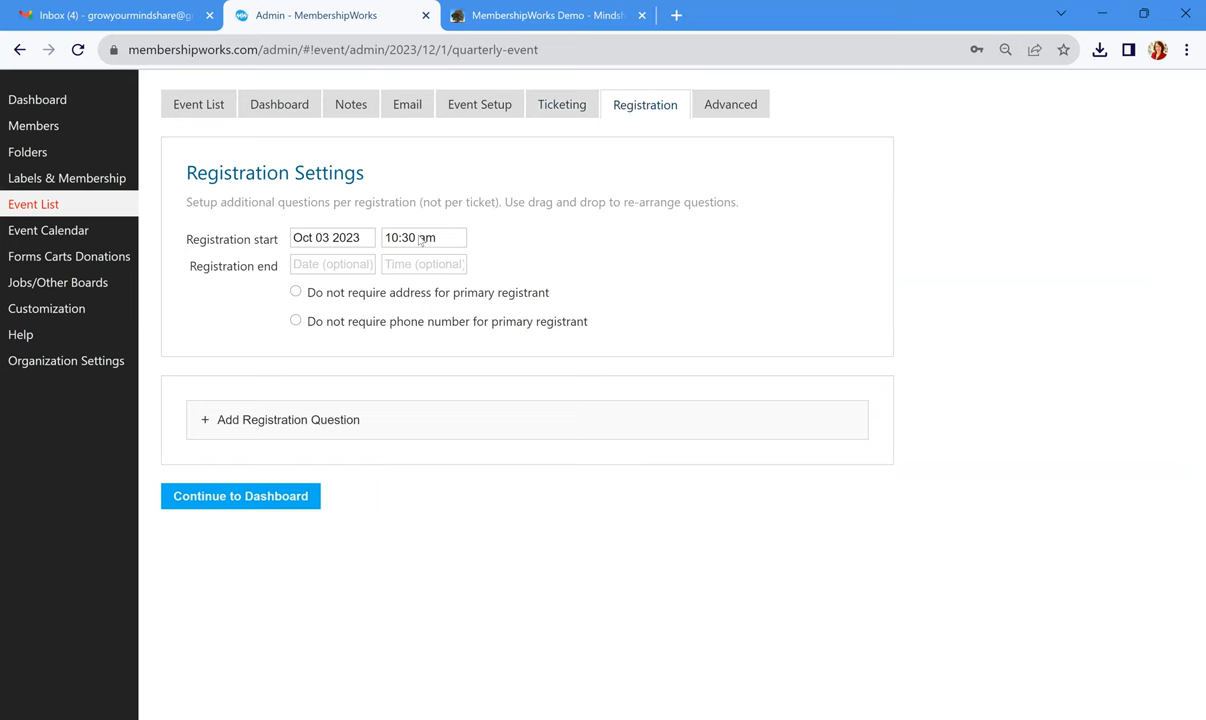 Inbox (4) - growyourmindshare@g
Admin - MembershipWorks
MembershipWorks Demo - Mindsh
membershipworks.com/admin/#!event/admin/2023/12/1/quarterly-event
Dashboard
Members
Folders
Labels & Membership
Event List
Event Calendar
Forms Carts Donations
Jobs/Other Boards
Customization
Help
Organization Settings
Event List
Dashboard
Notes
Email
Event Setup
Ticketing
Registration
Advanced
Registration Settings
Setup additional questions per registration (not per ticket). Use drag and drop to re-arrange questions.
Registration start Oct 03 2023 10:30 am
Registration end Date (optional) Time (optional)
Do not require address for primary registrant
Do not require phone number for primary registrant
+ Add Registration Question
Continue to Dashboard